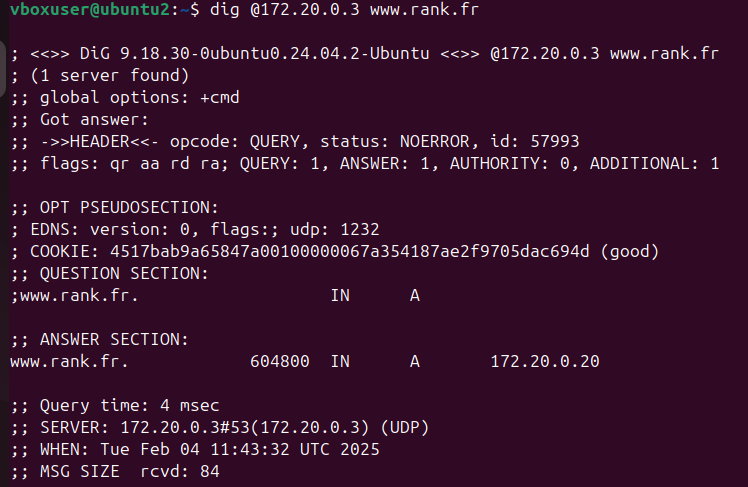 vboxuser@ubuntu2:~$ dig @172.20.0.3 www.rank.fr
; <<>> DiG 9.18.30-0ubuntu0.24.04.2-Ubuntu <<>> @172.20.0.3 www.rank.fr
; (1 server found)
;; global options: +cmd
;; Got answer:
;; ->>HEADER<<- opcode: QUERY, status: NOERROR, id: 57993
;; flags: qr aa rd ra; QUERY: 1, ANSWER: 1, AUTHORITY: 0, ADDITIONAL: 1
;; OPT PSEUDOSECTION:
; EDNS: version: 0, flags:; udp: 1232
; COOKIE: 4517bab9a65847a00100000067a354187ae2f9705dac694d (good)
;; QUESTION SECTION:
;www.rank.fr. IN A
;; ANSWER SECTION:
www.rank.fr. 604800 IN A 172.20.0.20
;; Query time: 4 msec
;; SERVER: 172.20.0.3#53(172.20.0.3) (UDP)
;; WHEN: Tue Feb 04 11:43:32 UTC 2025
;; MSG SIZE rcvd: 84